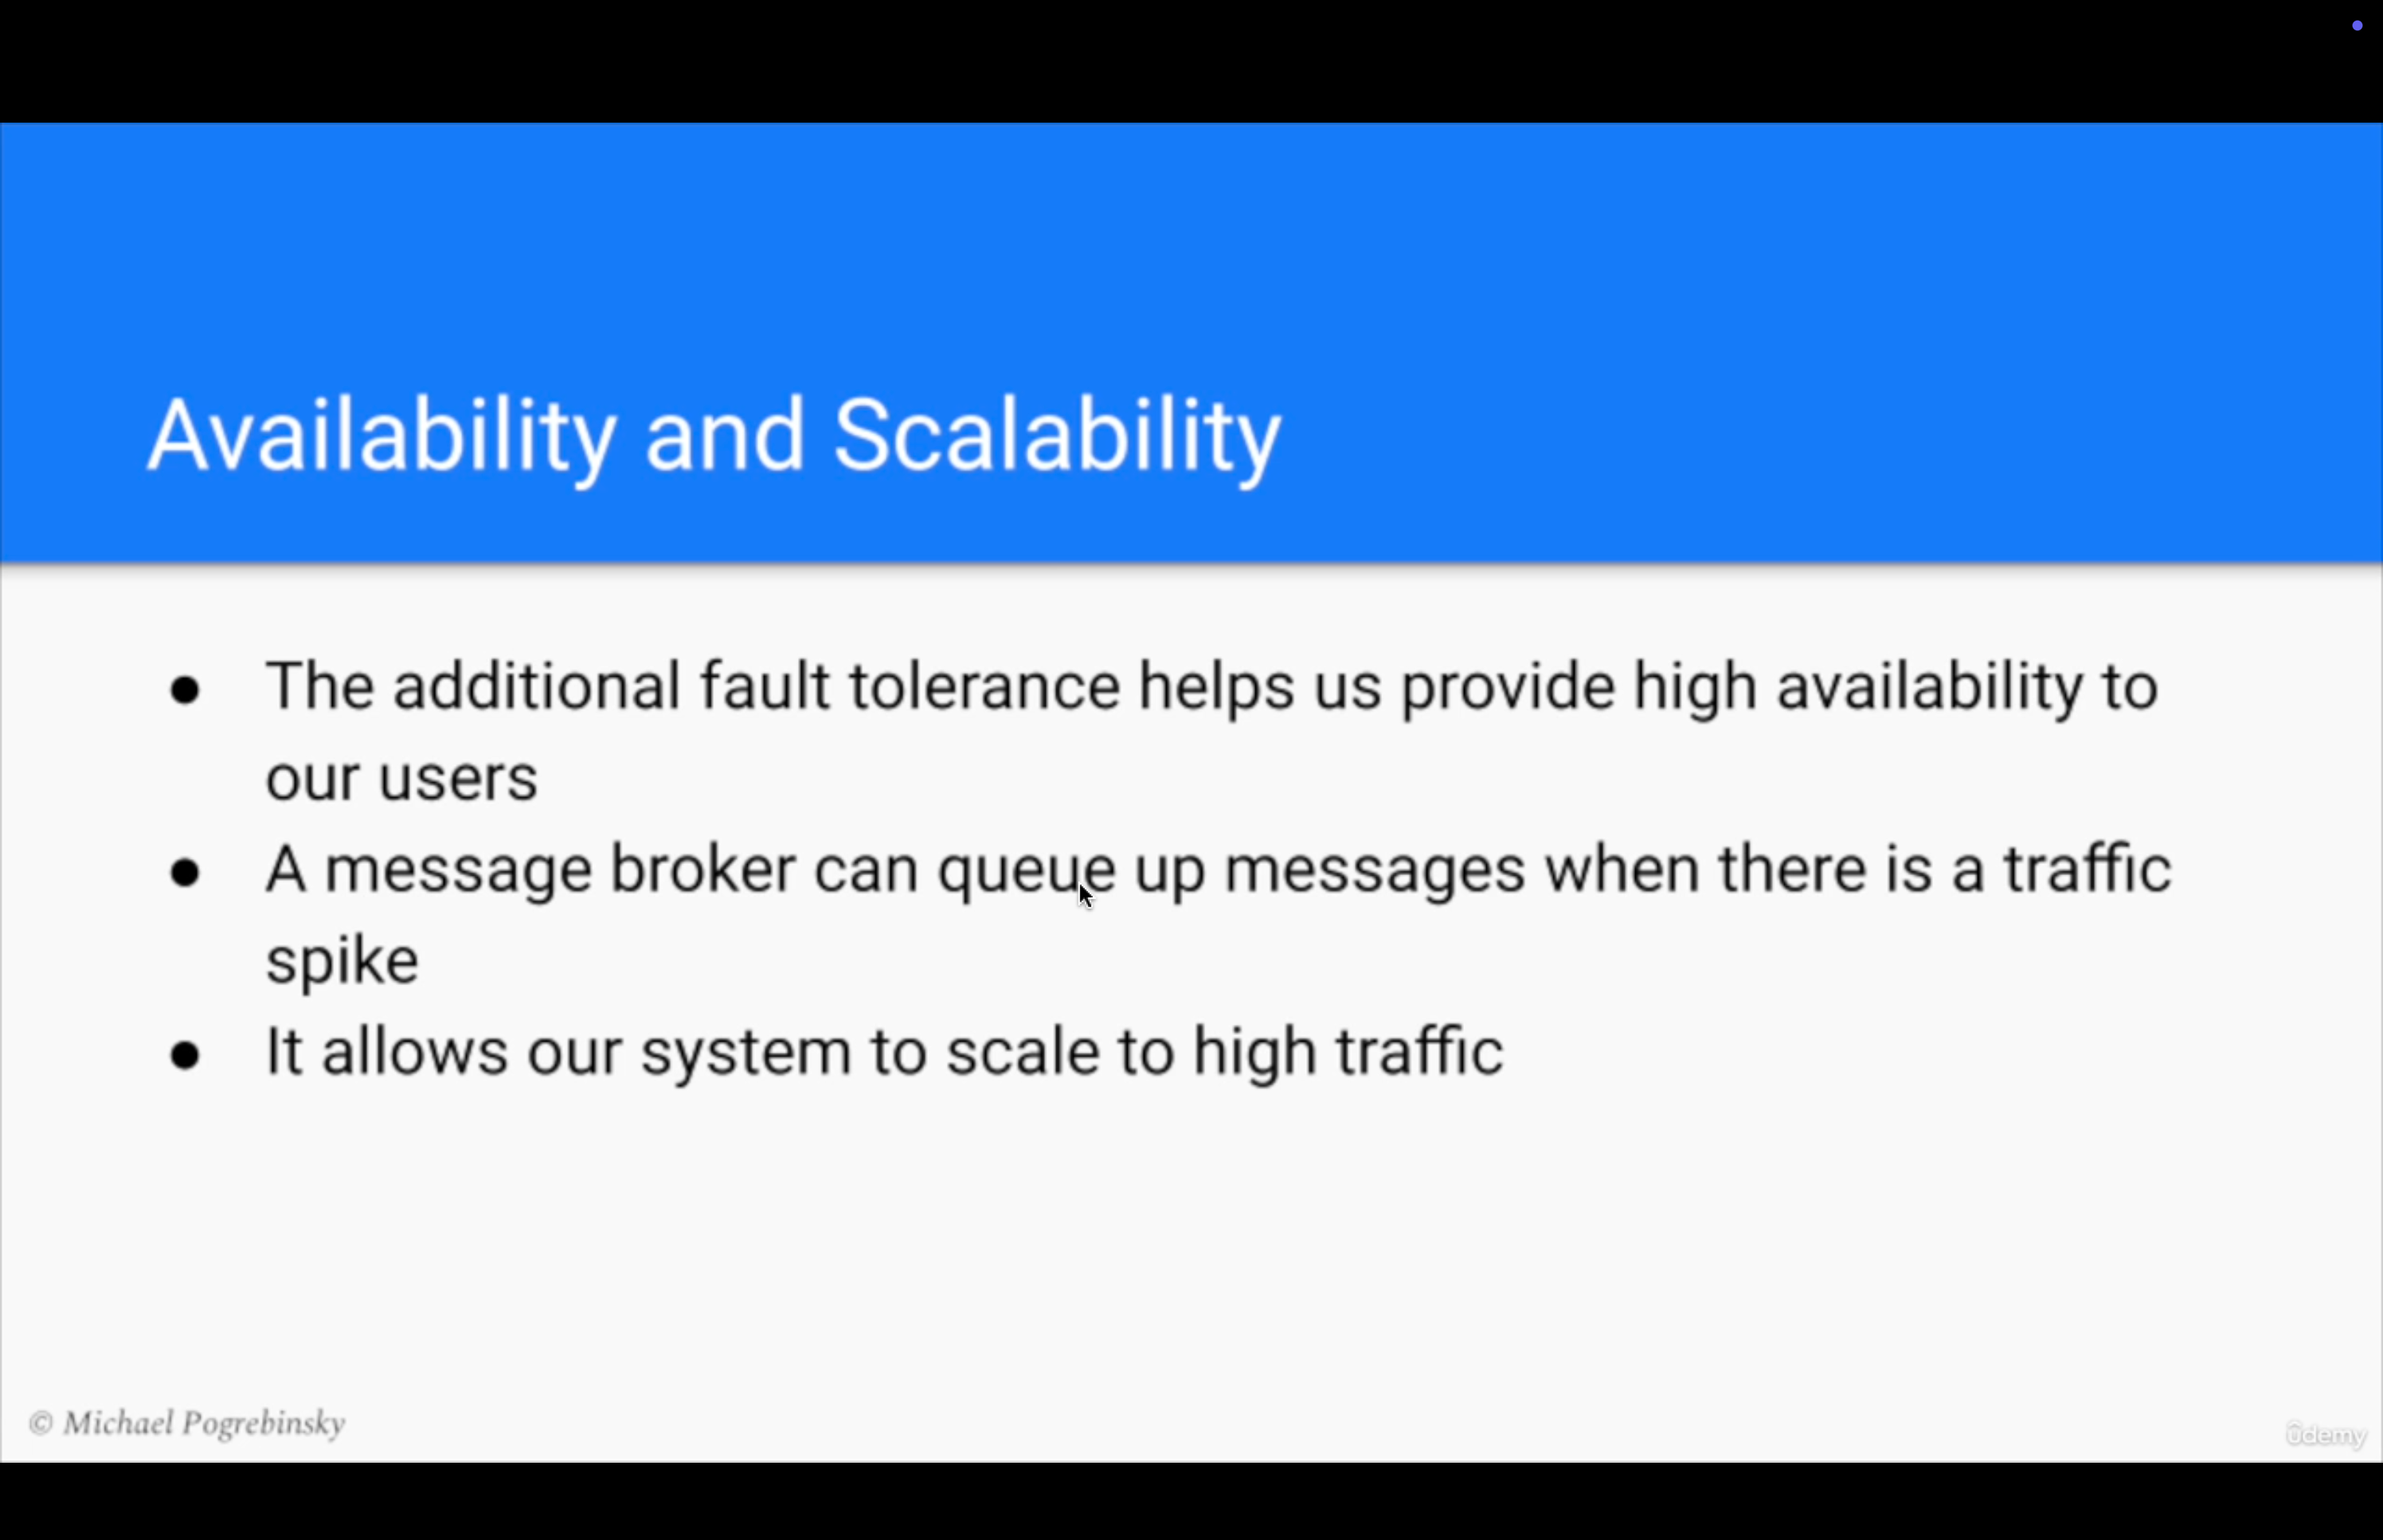 Availability and Scalability
● The additional fault tolerance helps us provide high availability to
our users
● A message broker can queue up messages when there is a traffic
spike
● It allows our system to scale to high traffic
© Michael Pogrebinsky
ûdemy